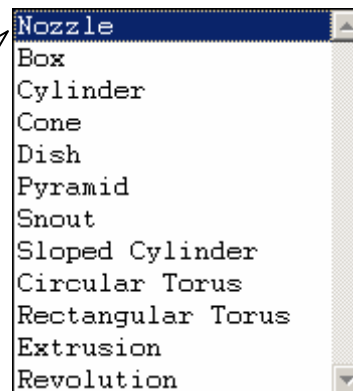 Nozzle
Box
Cylinder
Cone
Dish
Pyramid
Snout
Sloped Cylinder
Circular Torus
Rectangular Torus
Extrusion
Revolution